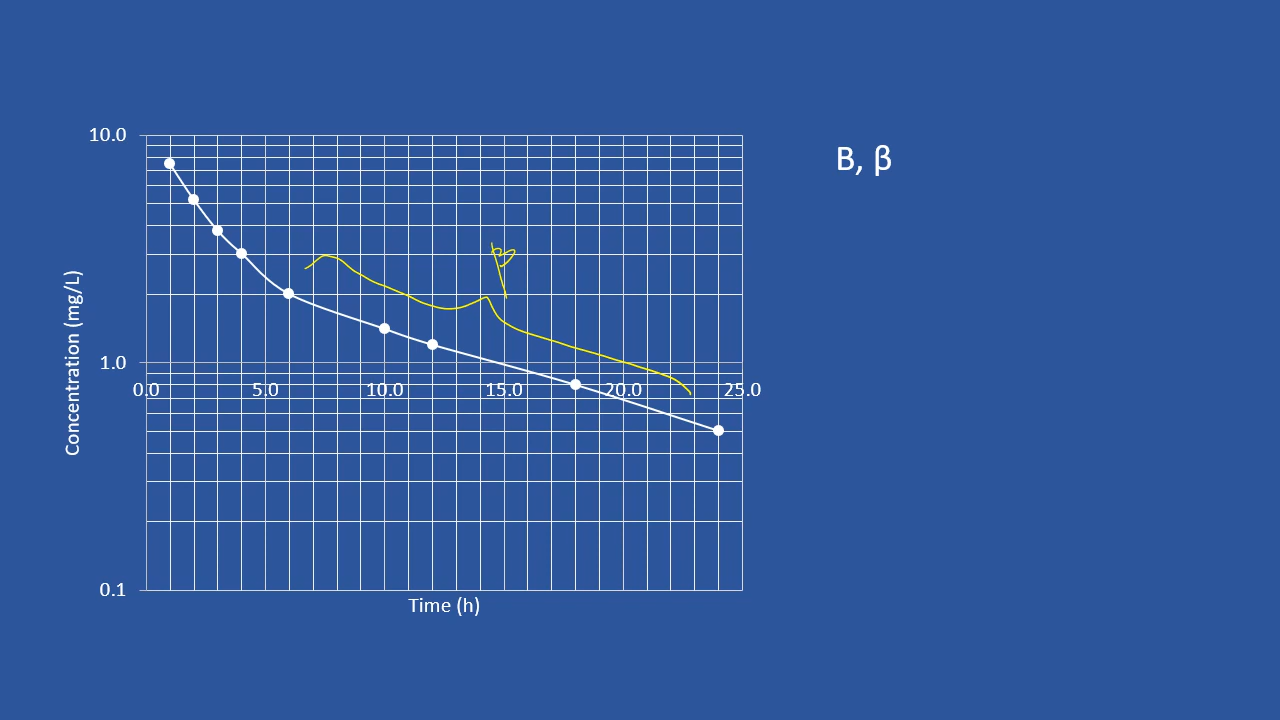 10.0
B, β
Concentration (mg/L)
1.0
0.0 5.0 10.0 15.0 20.0 25.0
0.1
Time (h)